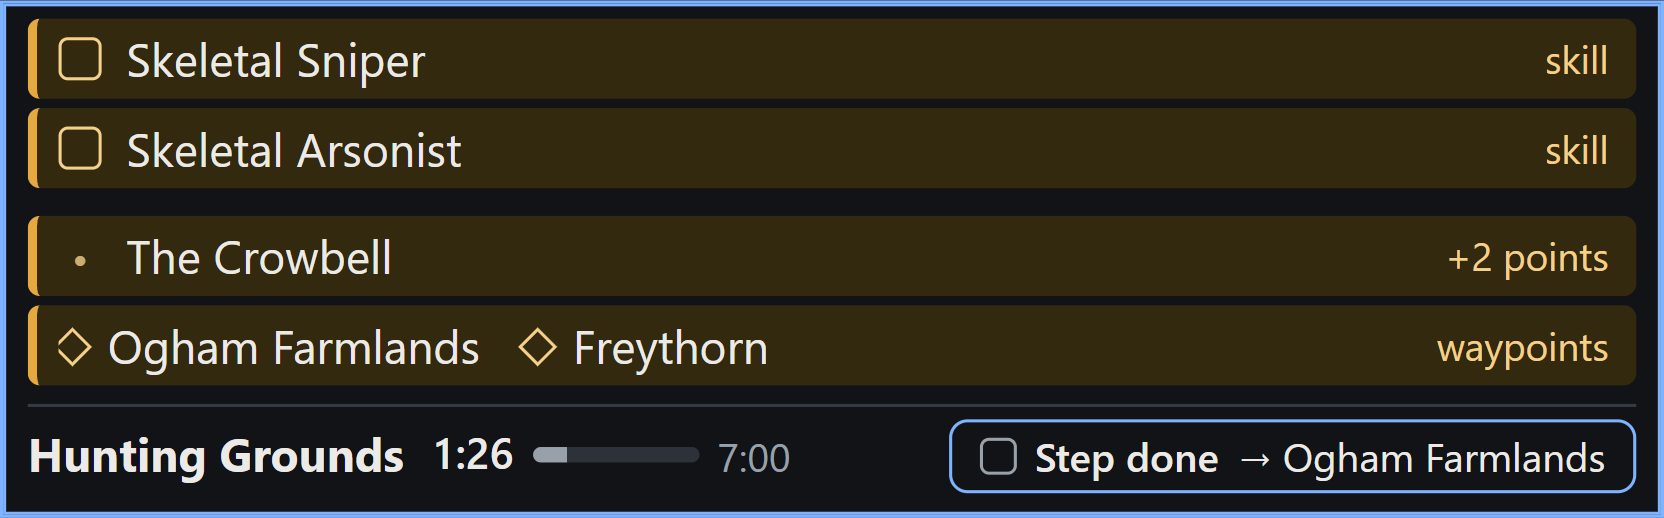 Skeletal Sniper skill
Skeletal Arsonist skill
The Crowbell +2 points
Ogham Farmlands Freythorn waypoints
Hunting Grounds 1:26 7:00 Step done → Ogham Farmlands